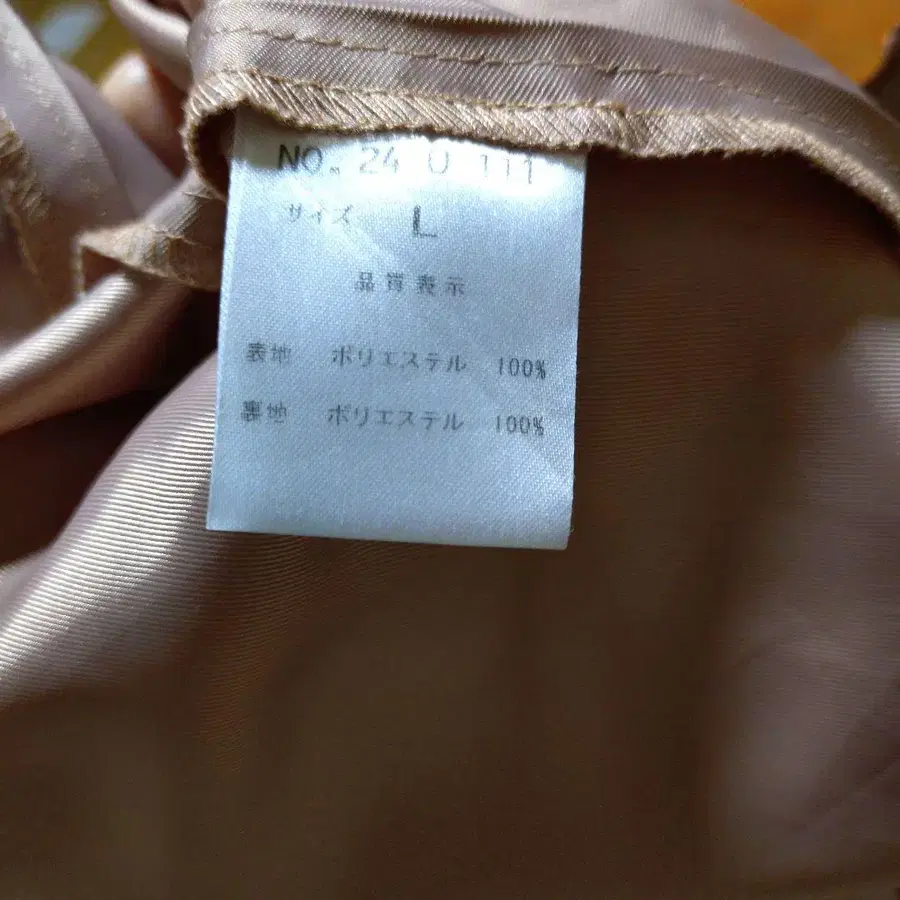 NO. 24 U 111
サイズ L
品質表示
表地 ポリエステル 100%
裏地 ポリエステル 100%